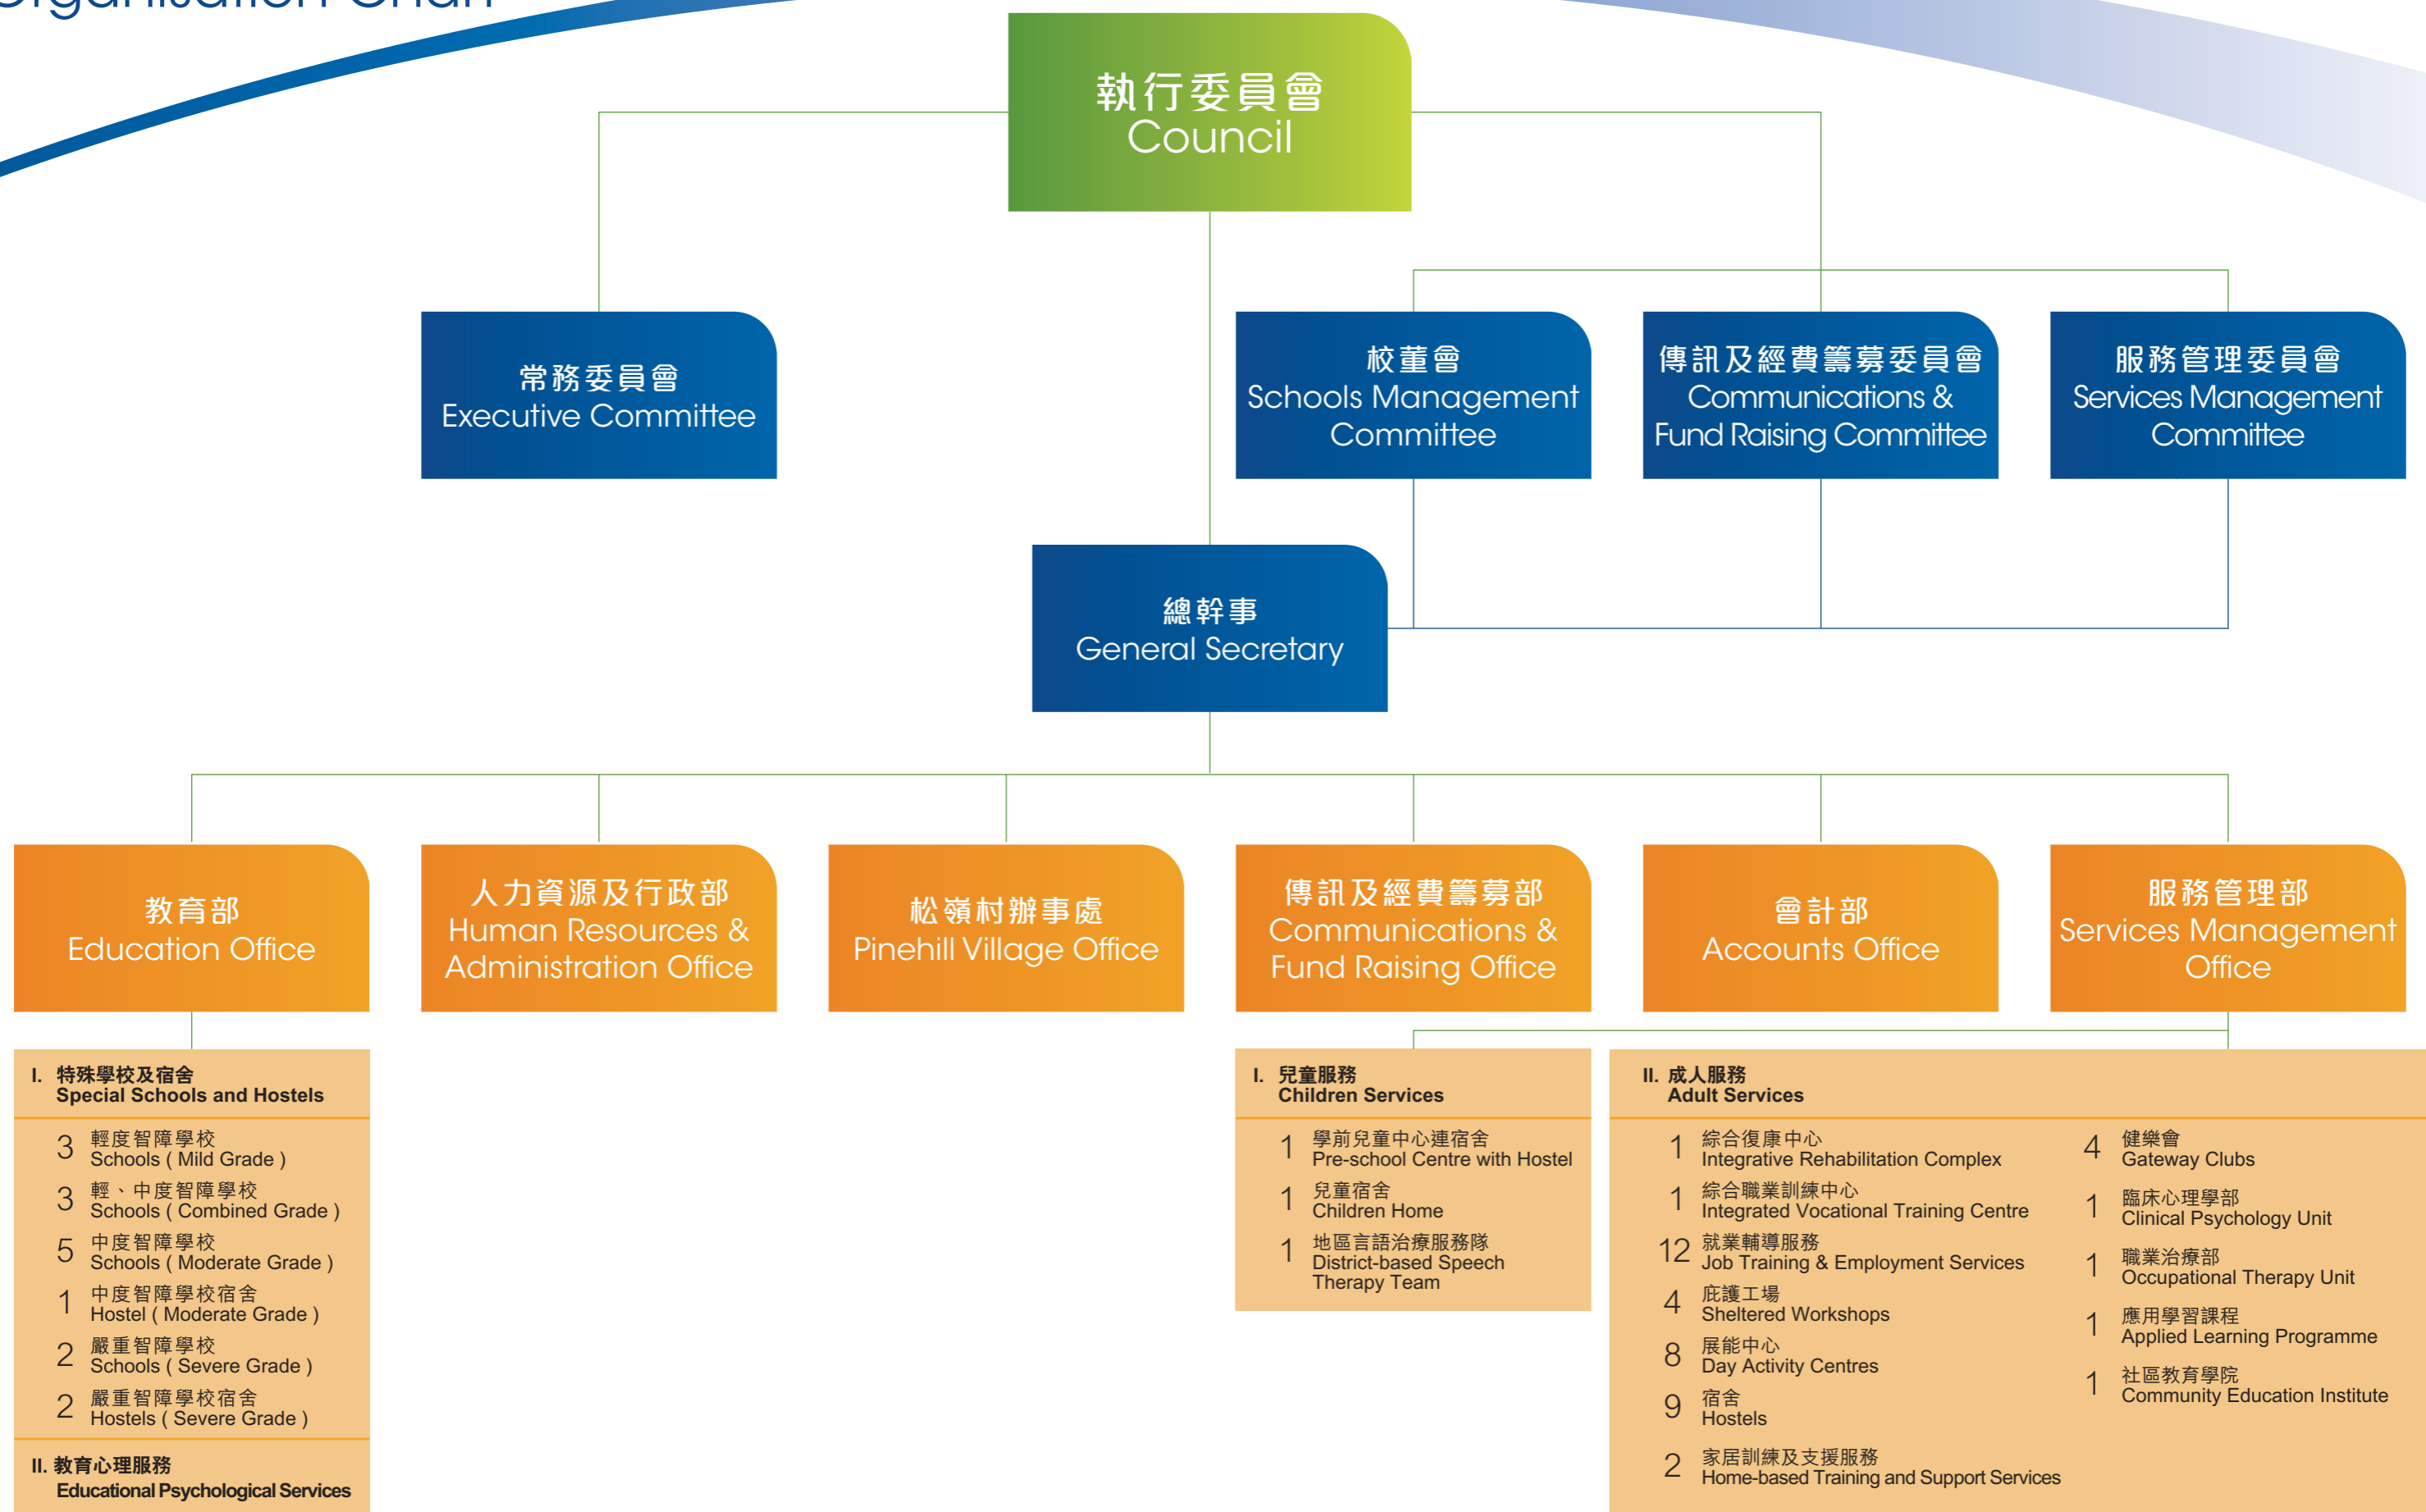 Organisation Chart
執行委員會
Council
常務委員會
Executive Committee
校董會
Schools Management
Committee
傳訊及經費籌募委員會
Communications &
Fund Raising Committee
服務管理委員會
Services Management
Committee
總幹事
General Secretary
教育部
Education Office
人力資源及行政部
Human Resources &
Administration Office
松嶺村辦事處
Pinehill Village Office
傳訊及經費籌募部
Communications &
Fund Raising Office
會計部
Accounts Office
服務管理部
Services Management
Office
I. 特殊學校及宿舍
Special Schools and Hostels
3 輕度智障學校
Schools ( Mild Grade )
3 輕、中度智障學校
Schools ( Combined Grade )
5 中度智障學校
Schools ( Moderate Grade )
1 中度智障學校宿舍
Hostel ( Moderate Grade )
2 嚴重智障學校
Schools ( Severe Grade )
2 嚴重智障學校宿舍
Hostels ( Severe Grade )
II. 教育心理服務
Educational Psychological Services
I. 兒童服務
Children Services
1 學前兒童中心連宿舍
Pre-school Centre with Hostel
1 兒童宿舍
Children Home
1 地區言語治療服務隊
District-based Speech
Therapy Team
II. 成人服務
Adult Services
1 綜合復康中心
Integrative Rehabilitation Complex
1 綜合職業訓練中心
Integrated Vocational Training Centre
12 就業輔導服務
Job Training & Employment Services
4 庇護工場
Sheltered Workshops
8 展能中心
Day Activity Centres
9 宿舍
Hostels
2 家居訓練及支援服務
Home-based Training and Support Services
4 健樂會
Gateway Clubs
1 臨床心理學部
Clinical Psychology Unit
1 職業治療部
Occupational Therapy Unit
1 應用學習課程
Applied Learning Programme
1 社區教育學院
Community Education Institute